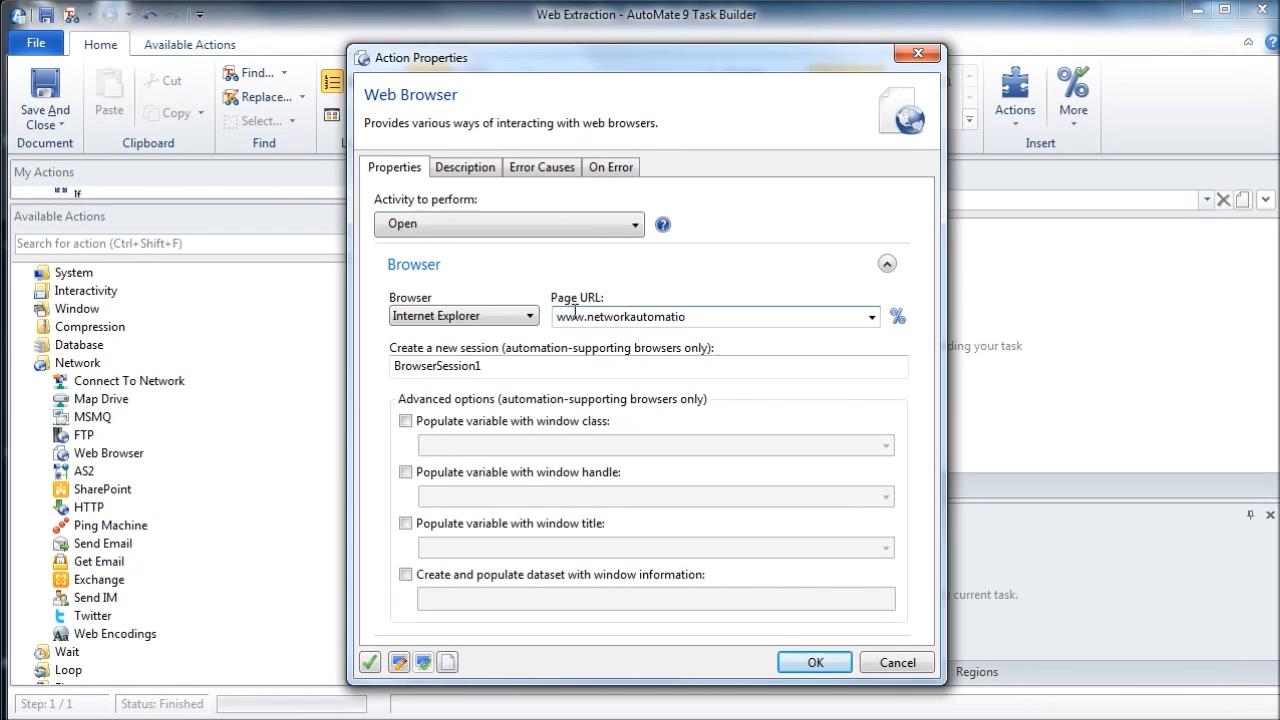 Web Extraction - AutoMate 9 Task Builder
File
Home
Available Actions
Save And Close
Document
Paste
Cut
Copy
Clipboard
Find...
Replace...
Select...
Find
Actions
More
Insert
My Actions
If
Available Actions
Search for action (Ctrl+Shift+F)
System
Interactivity
Window
Compression
Database
Network
Connect To Network
Map Drive
MSMQ
FTP
Web Browser
AS2
SharePoint
HTTP
Ping Machine
Send Email
Get Email
Exchange
Send IM
Twitter
Web Encodings
Wait
Loop
Step: 1 / 1
Status: Finished
Action Properties
Web Browser
Provides various ways of interacting with web browsers.
Properties
Description
Error Causes
On Error
Activity to perform:
Open
Browser
Browser
Page URL:
Internet Explorer
www.networkautomatio
Create a new session (automation-supporting browsers only):
BrowserSession1
Advanced options (automation-supporting browsers only)
Populate variable with window class:
Populate variable with window handle:
Populate variable with window title:
Create and populate dataset with window information:
OK
Cancel
ding your task
e current task.
Regions